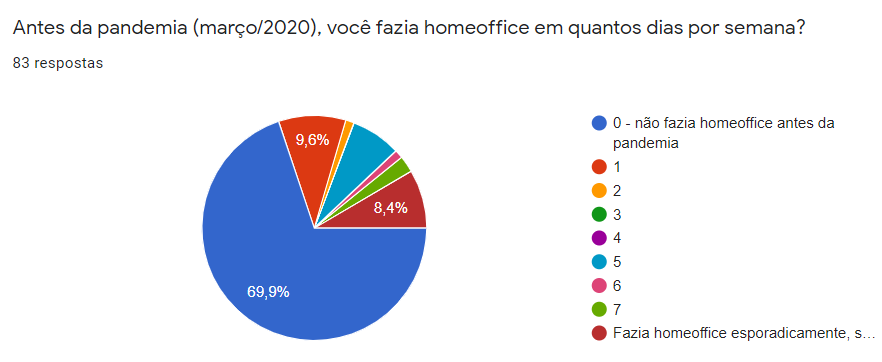 Antes da pandemia (março/2020), você fazia homeoffice em quantos dias por semana?
83 respostas
9,6%
8,4%
69,9%
0 - não fazia homeoffice antes da
pandemia
1
2
3
4
5
6
7
Fazia homeoffice esporadicamente, s...